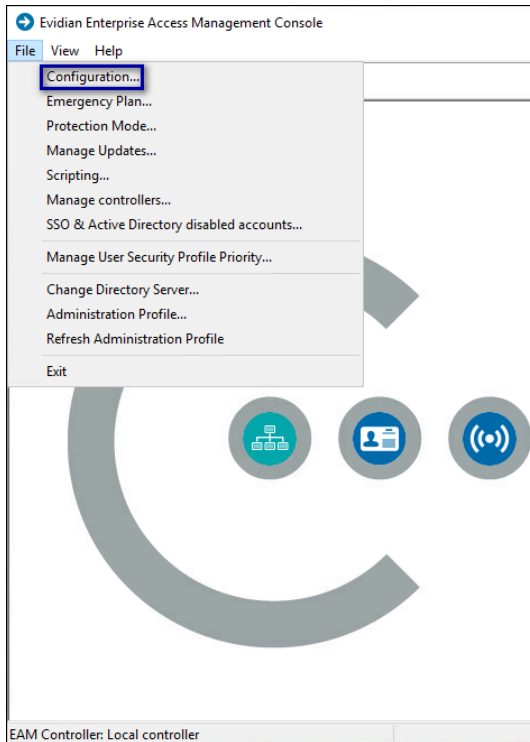 Evidian Enterprise Access Management Console
File View Help
Configuration...
Emergency Plan...
Protection Mode...
Manage Updates...
Scripting...
Manage controllers...
SSO & Active Directory disabled accounts...
Manage User Security Profile Priority...
Change Directory Server...
Administration Profile...
Refresh Administration Profile
Exit
EAM Controller: Local controller